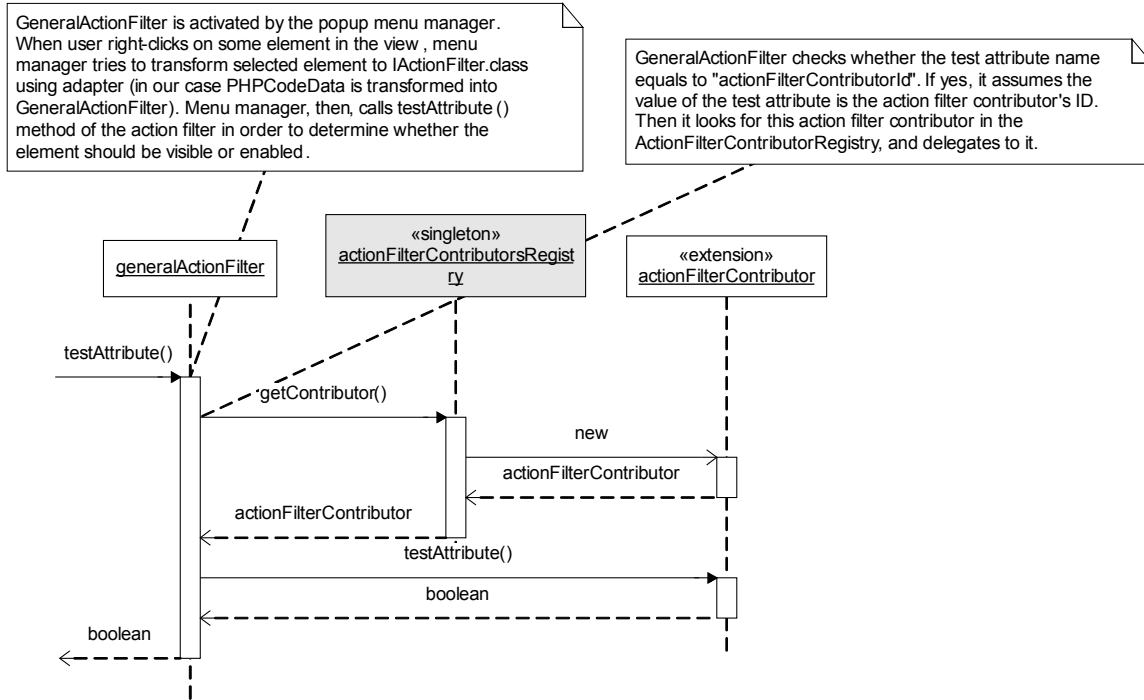 GeneralActionFilter is activated by the popup menu manager.
When user right-clicks on some element in the view , menu
manager tries to transform selected element to IActionFilter.class
using adapter (in our case PHPCodeData is transformed into
GeneralActionFilter). Menu manager, then, calls testAttribute ()
method of the action filter in order to determine whether the
element should be visible or enabled .
GeneralActionFilter checks whether the test attribute name
equals to "actionFilterContributorId". If yes, it assumes the
value of the test attribute is the action filter contributor's ID.
Then it looks for this action filter contributor in the
ActionFilterContributorRegistry, and delegates to it.
generalActionFilter
«singleton»
actionFilterContributorsRegist
ry
«extension»
actionFilterContributor
testAttribute()
getContributor()
new
actionFilterContributor
actionFilterContributor
testAttribute()
boolean
boolean